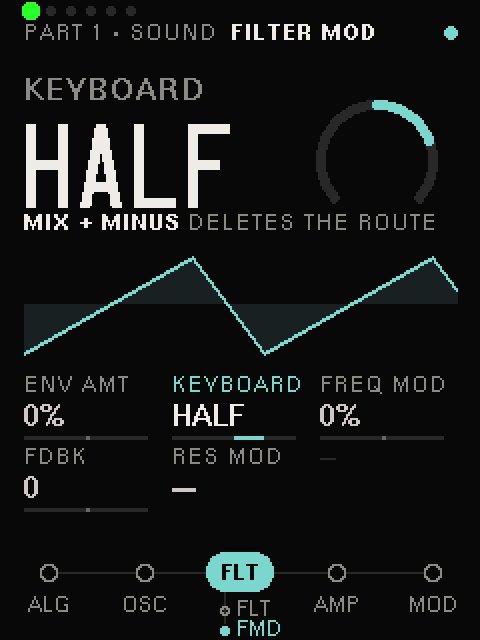 PART 1 · SOUND FILTER MOD
KEYBOARD
HALF
MIX + MINUS DELETES THE ROUTE
ENV AMT KEYBOARD FREQ MOD
0% HALF 0%
FDBK RES MOD —
0 —
FLT
ALG OSC FLT AMP MOD
FMD